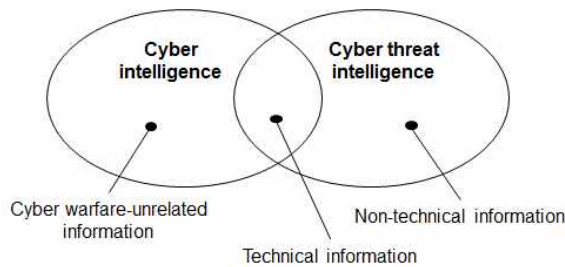 Cyber
intelligence
Cyber threat
intelligence
Cyber warfare-unrelated
information
Technical information
Non-technical information